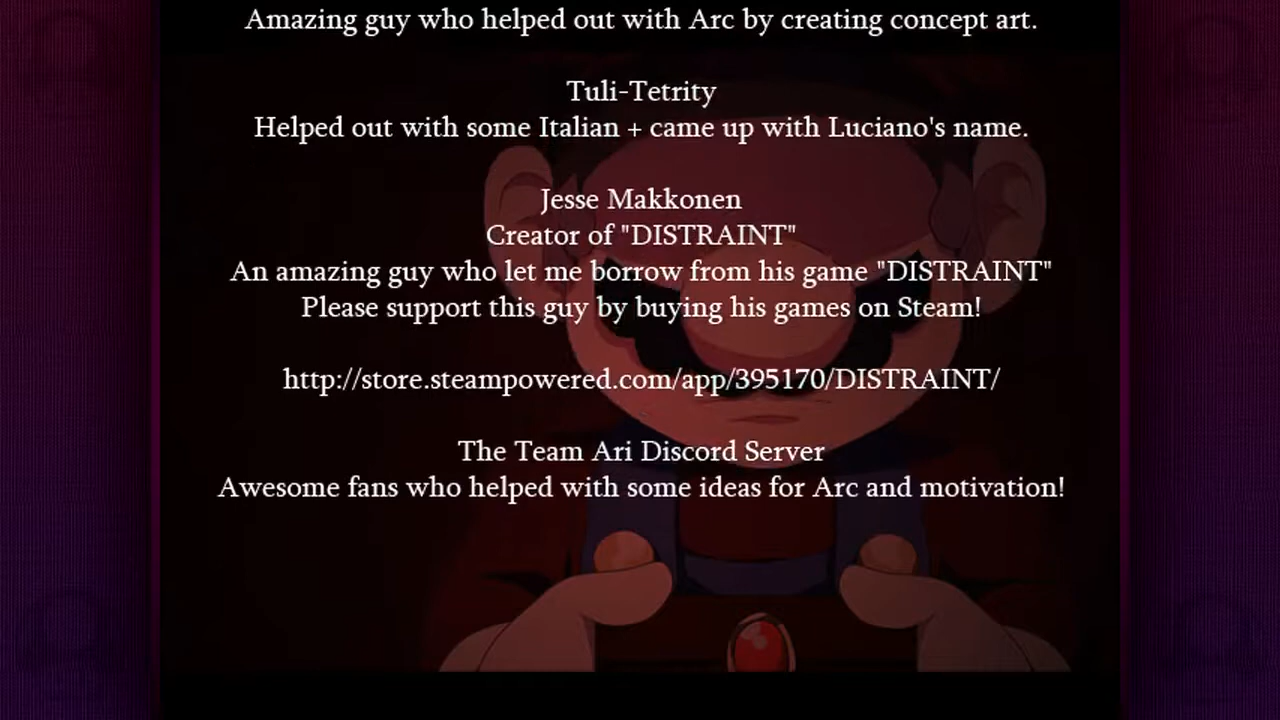 Amazing guy who helped out with Arc by creating concept art.
Tuli-Tetrity
Helped out with some Italian + came up with Luciano's name.
Jesse Makkonen
Creator of "DISTRAINT"
An amazing guy who let me borrow from his game "DISTRAINT"
Please support this guy by buying his games on Steam!
http://store.steampowered.com/app/395170/DISTRAINT/
The Team Ari Discord Server
Awesome fans who helped with some ideas for Arc and motivation!